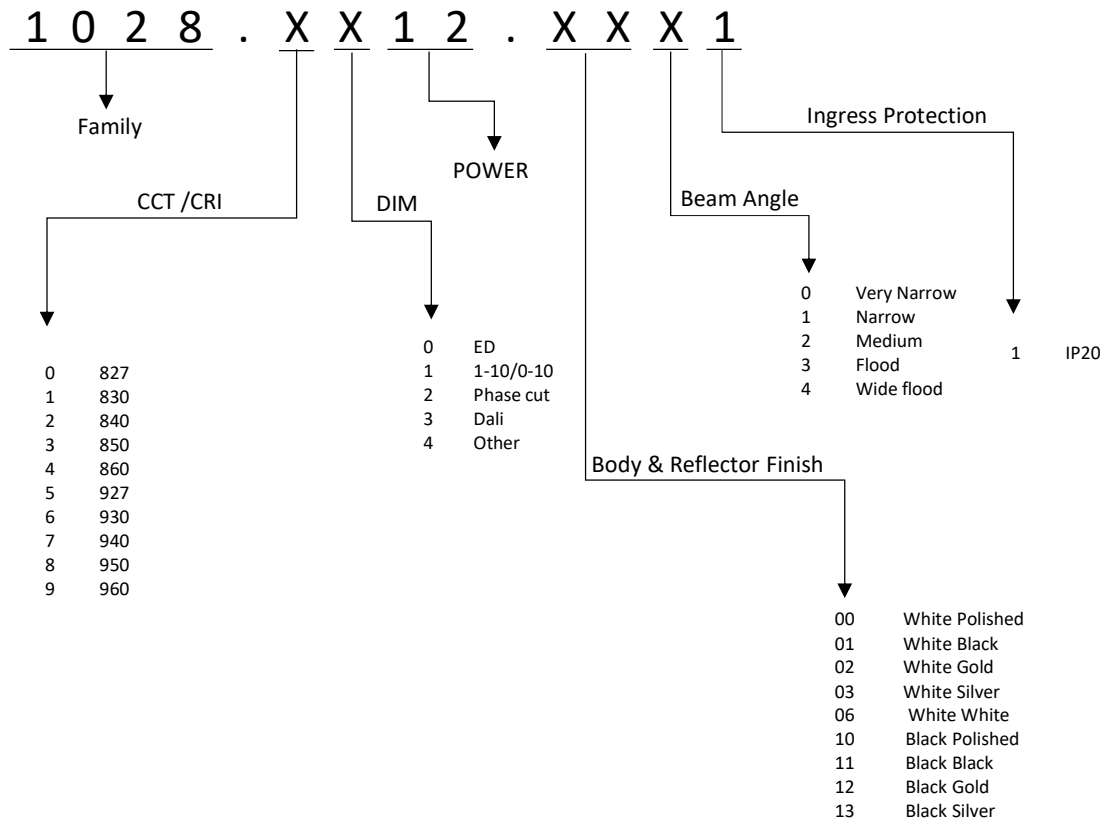 1 0 2 8 . X X 1 2 . X X X 1
Family
POWER
Ingress Protection
CCT /CRI
DIM
Beam Angle
0 827
1 830
2 840
3 850
4 860
5 927
6 930
7 940
8 950
9 960
0 ED
1 1-10/0-10
2 Phase cut
3 Dali
4 Other
0 Very Narrow
1 Narrow
2 Medium
3 Flood
4 Wide flood
1 IP20
Body & Reflector Finish
00 White Polished
01 White Black
02 White Gold
03 White Silver
06 White White
10 Black Polished
11 Black Black
12 Black Gold
13 Black Silver